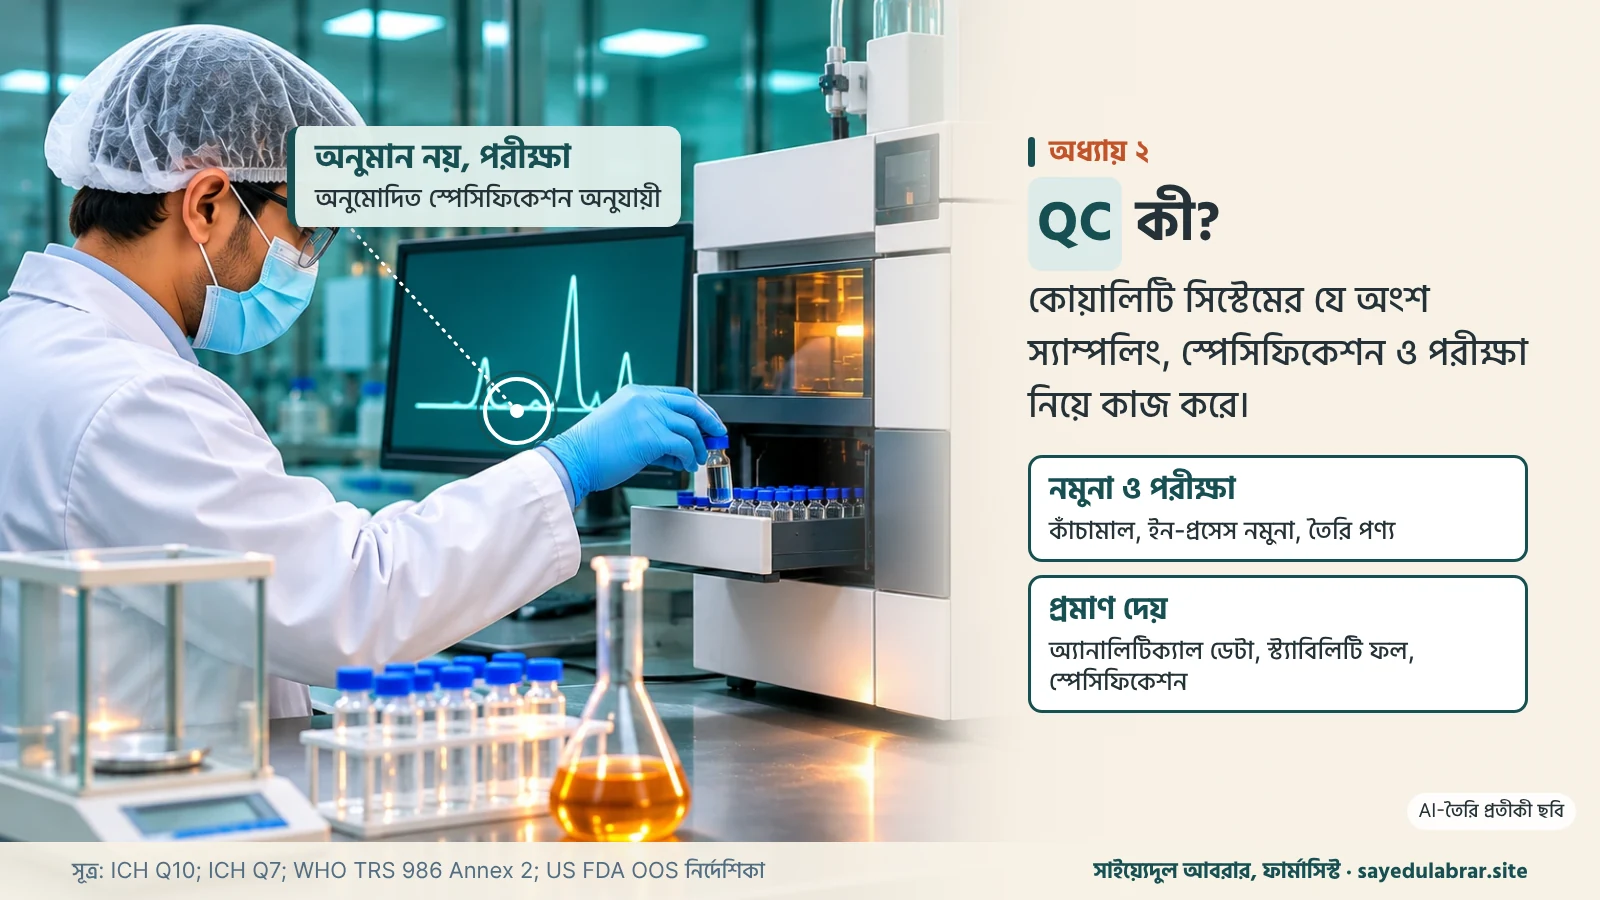 অনুমান নয়, পরীক্ষা
অনুমোদিত স্পেসিফিকেশন অনুযায়ী
অধ্যায় ২
QC কী?
কোয়ালিটি সিস্টেমের যে অংশ
স্যাম্পলিং, স্পেসিফিকেশন ও পরীক্ষা
নিয়ে কাজ করে।
নমুনা ও পরীক্ষা
কাঁচামাল, ইন-প্রসেস নমুনা, তৈরি পণ্য
প্রমাণ দেয়
অ্যানালিটিক্যাল ডেটা, স্ট্যাবিলিটি ফল,
স্পেসিফিকেশন
AI-তৈরি প্রতীকী ছবি
সূত্র: ICH Q10; ICH Q7; WHO TRS 986 Annex 2; US FDA OOS নির্দেশিকা
সাইয়্যেদুল আবরার, ফার্মাসিস্ট · sayedulabrar.site